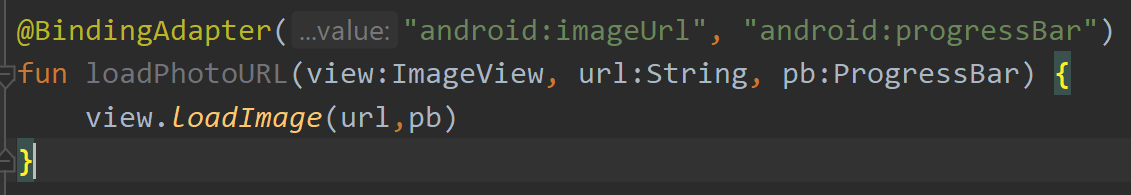 @BindingAdapter( ...value: "android:imageUrl", "android:progressBar")
fun loadPhotoURL(view:ImageView, url:String, pb:ProgressBar) {
    view.loadImage(url,pb)
}